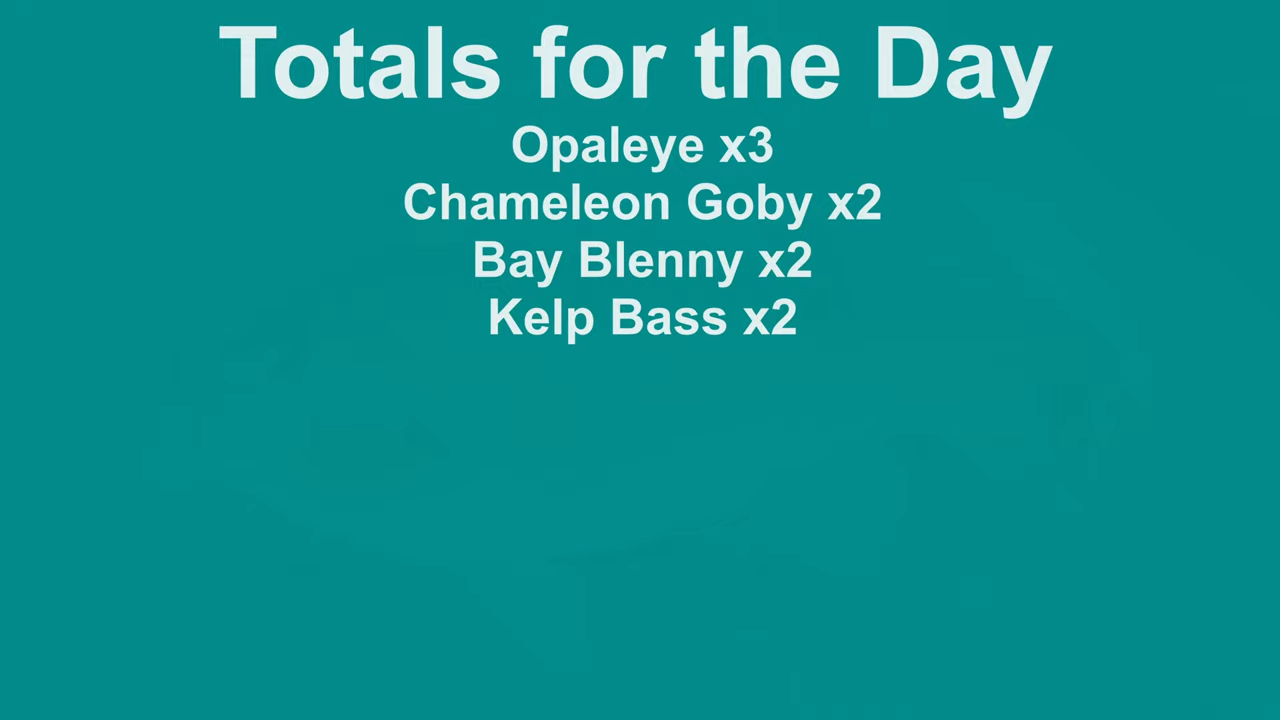 Totals for the Day
Opaleye x3
Chameleon Goby x2
Bay Blenny x2
Kelp Bass x2